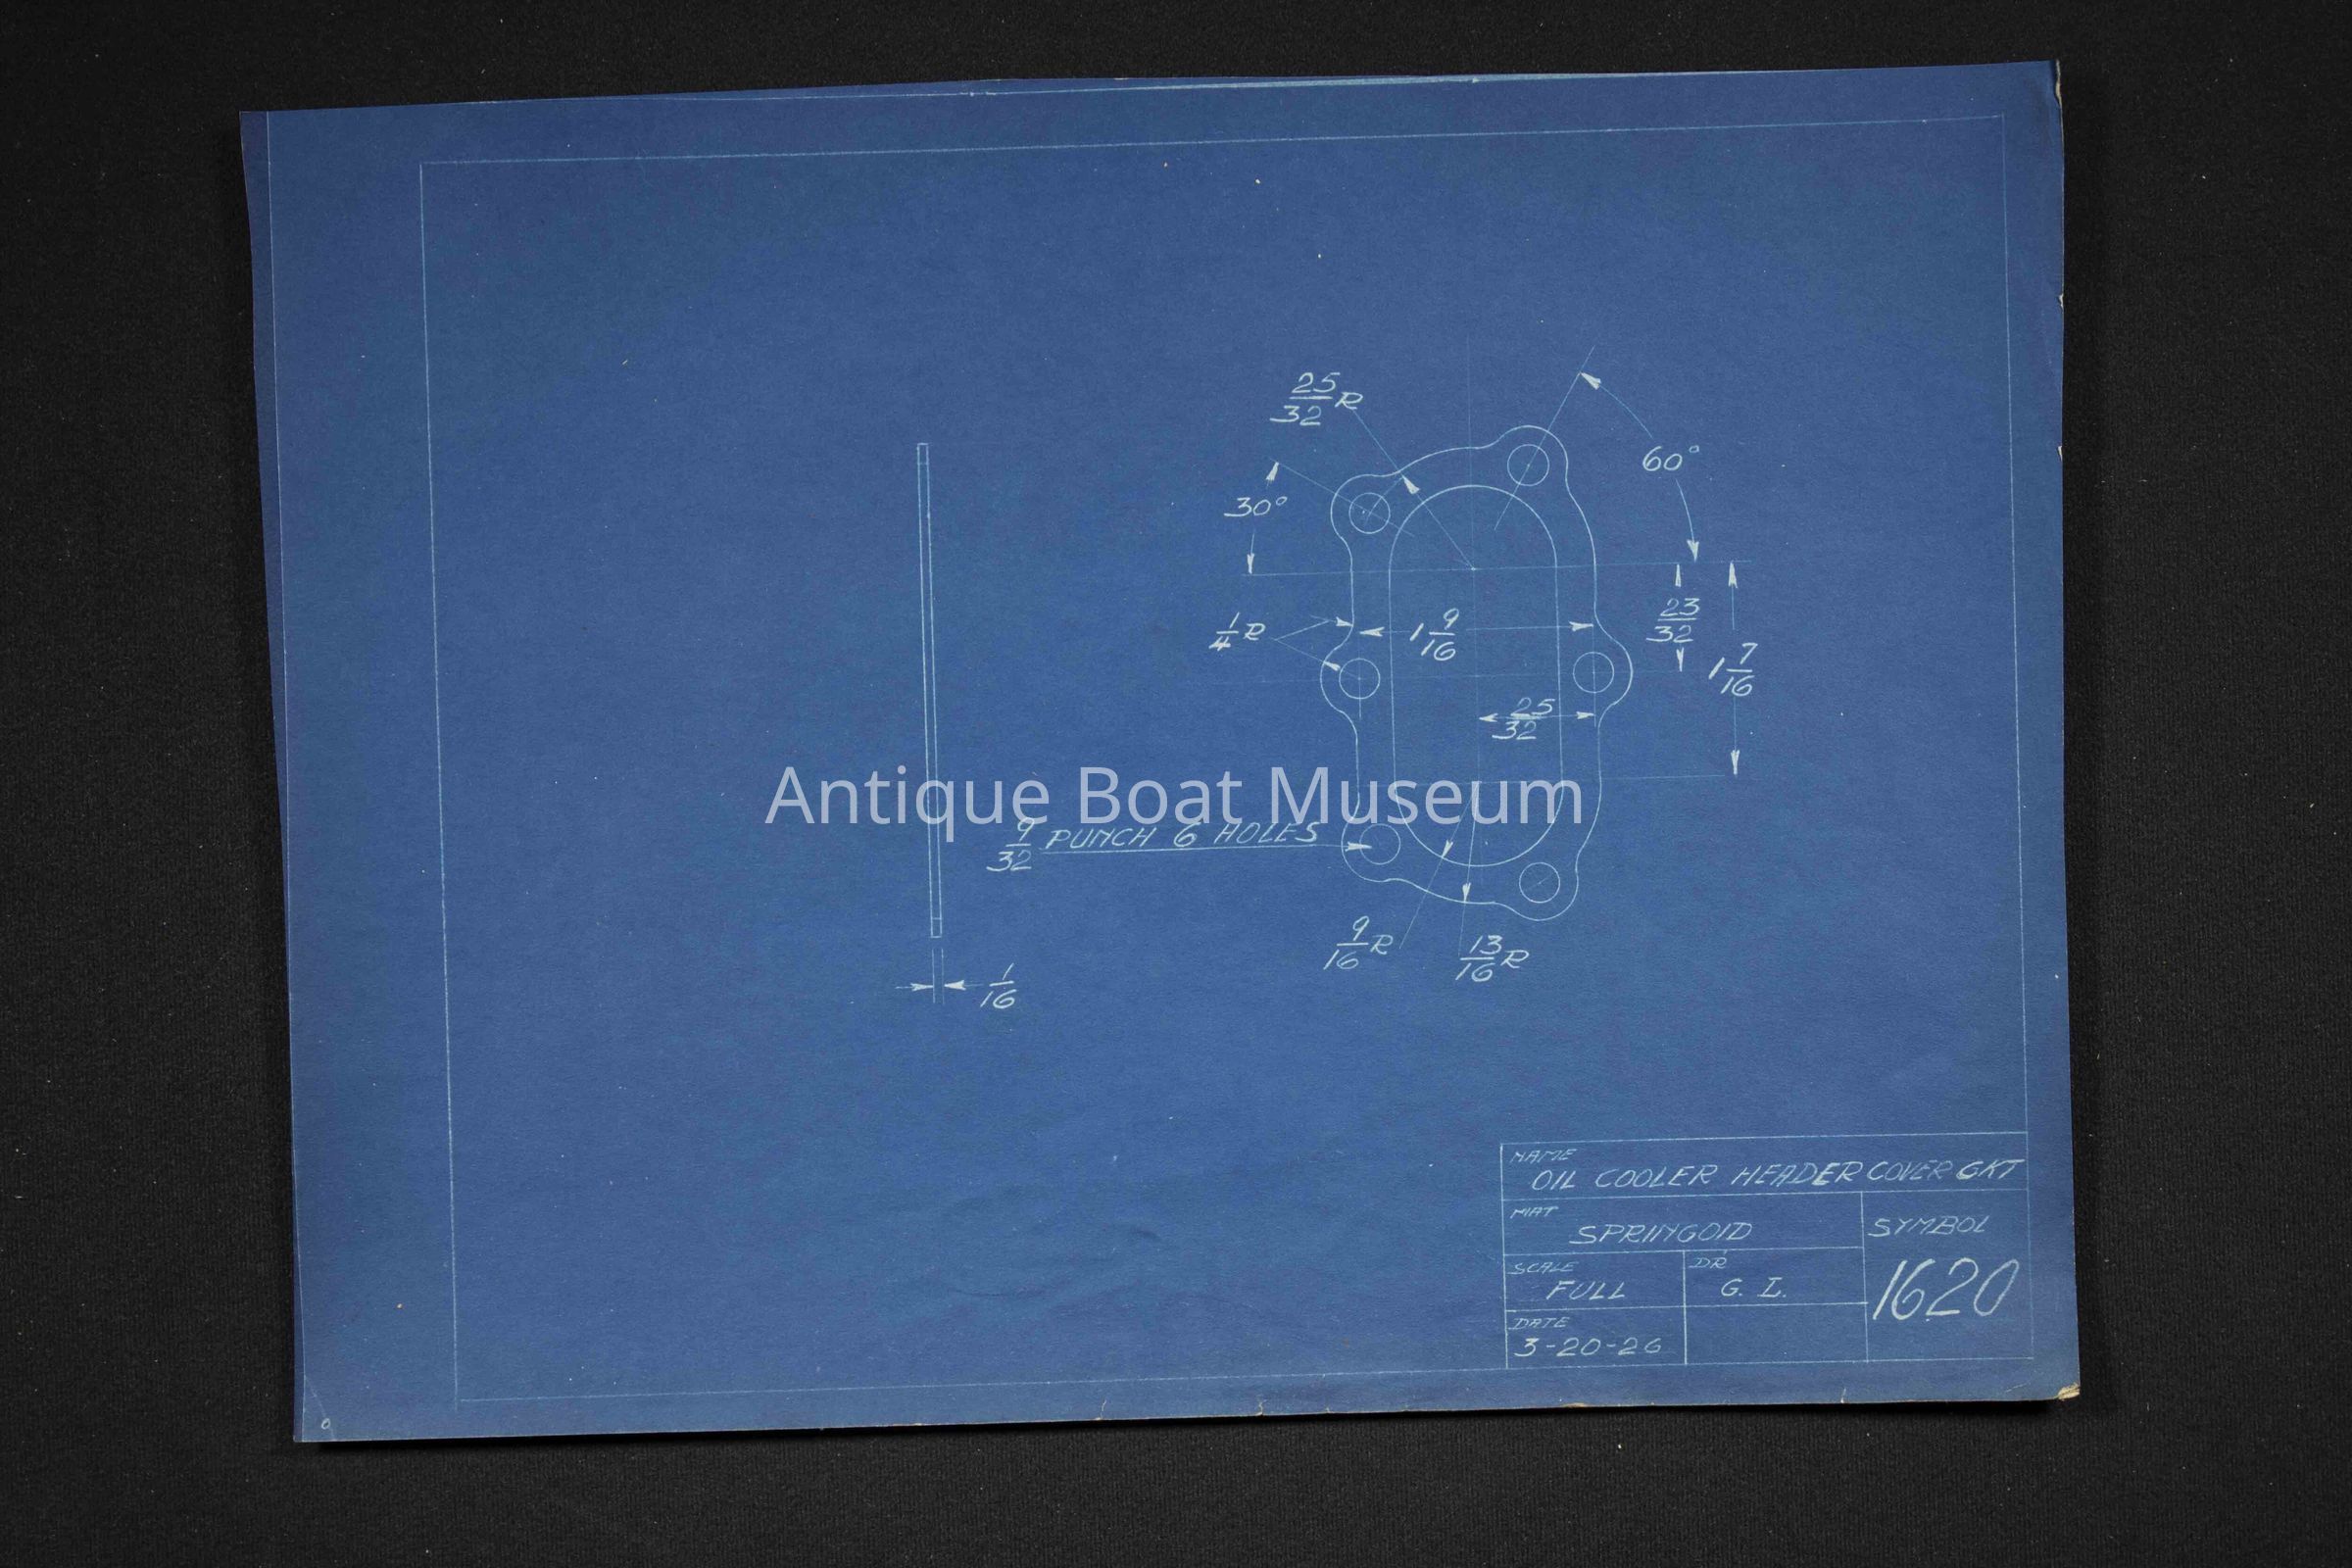 25/32 R
60°
30°
1/4 R
1 9/16
23/32
1 7/16
25/32
Antique Boat Museum
9/32 PUNCH 6 HOLES
9/16 R
13/16 R
1/16
NAME
OIL COOLER HEADER COVER GKT
MAT
SPRINGOID
SYMBOL
1620
SCALE
FULL
DR
G. L.
DATE
3-20-26